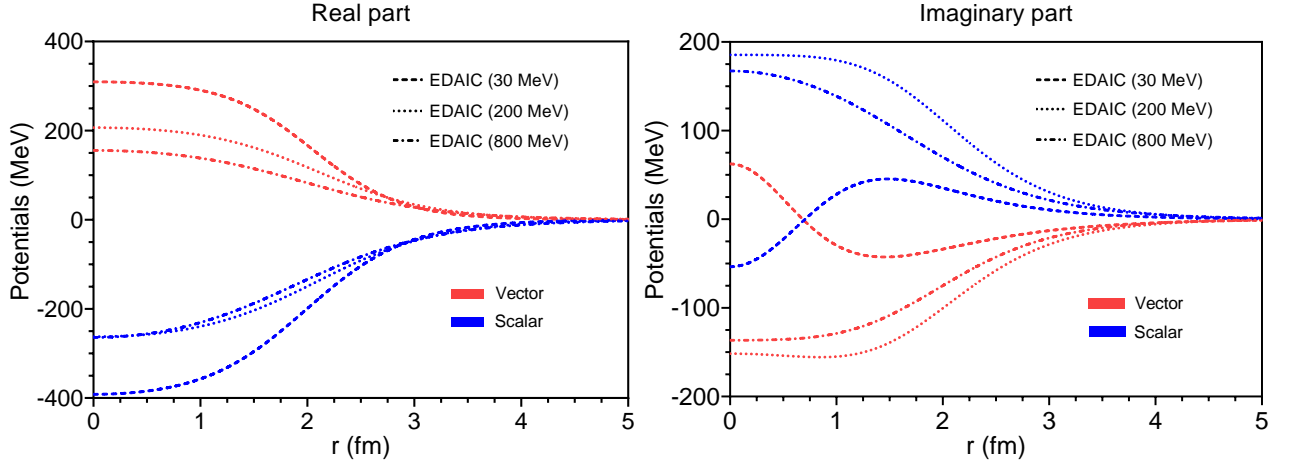 Real part
Potentials (MeV)
400
200
0
-200
-400
EDAIC (30 MeV)
EDAIC (200 MeV)
EDAIC (800 MeV)
Vector
Scalar
0 1 2 3 4 5
r (fm)
Imaginary part
Potentials (MeV)
200
100
0
-100
-200
EDAIC (30 MeV)
EDAIC (200 MeV)
EDAIC (800 MeV)
Vector
Scalar
0 1 2 3 4 5
r (fm)